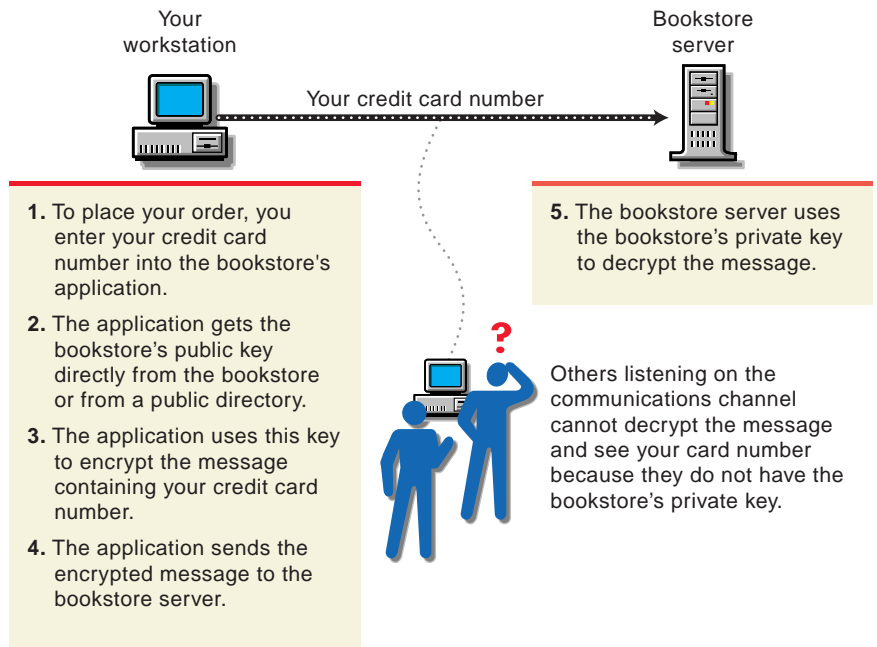 Your
workstation
Bookstore
server
Your credit card number
1. To place your order, you
enter your credit card
number into the bookstore's
application.
2. The application gets the
bookstore’s public key
directly from the bookstore
or from a public directory.
3. The application uses this key
to encrypt the message
containing your credit card
number.
4. The application sends the
encrypted message to the
bookstore server.
5. The bookstore server uses
the bookstore’s private key
to decrypt the message.
?
Others listening on the
communications channel
cannot decrypt the message
and see your card number
because they do not have the
bookstore’s private key.